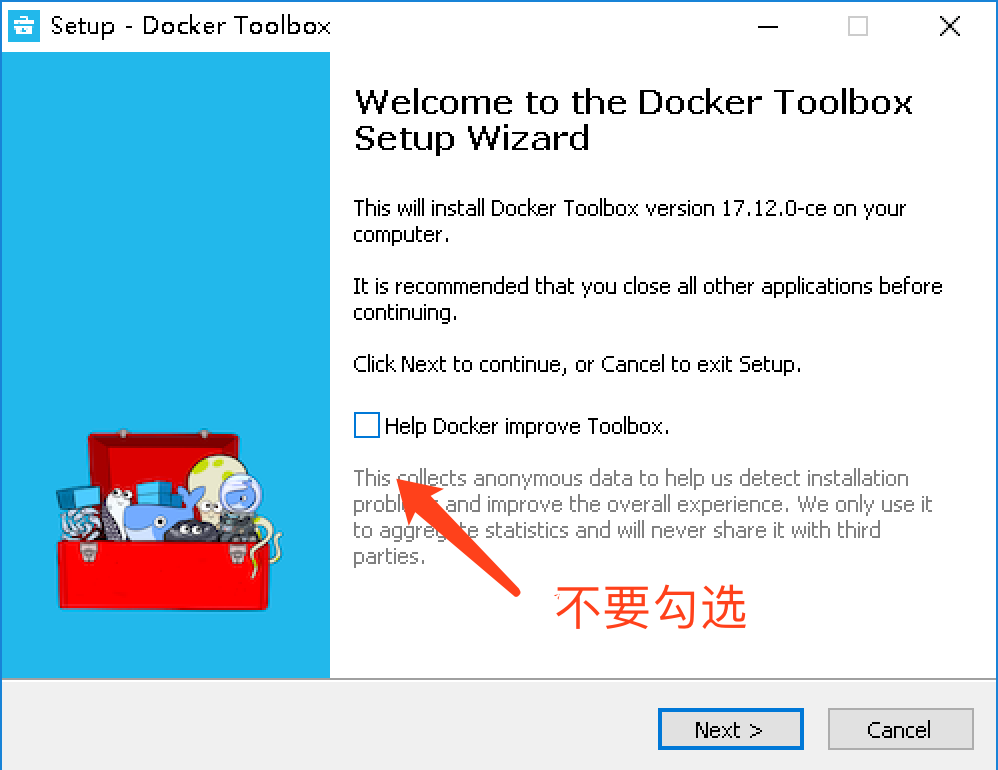 Setup - Docker Toolbox
Welcome to the Docker Toolbox
Setup Wizard
This will install Docker Toolbox version 17.12.0-ce on your
computer.
It is recommended that you close all other applications before
continuing.
Click Next to continue, or Cancel to exit Setup.
Help Docker improve Toolbox.
This collects anonymous data to help us detect installation
problems and improve the overall experience. We only use it
to aggregate statistics and will never share it with third
parties.
不要勾选
Next >
Cancel